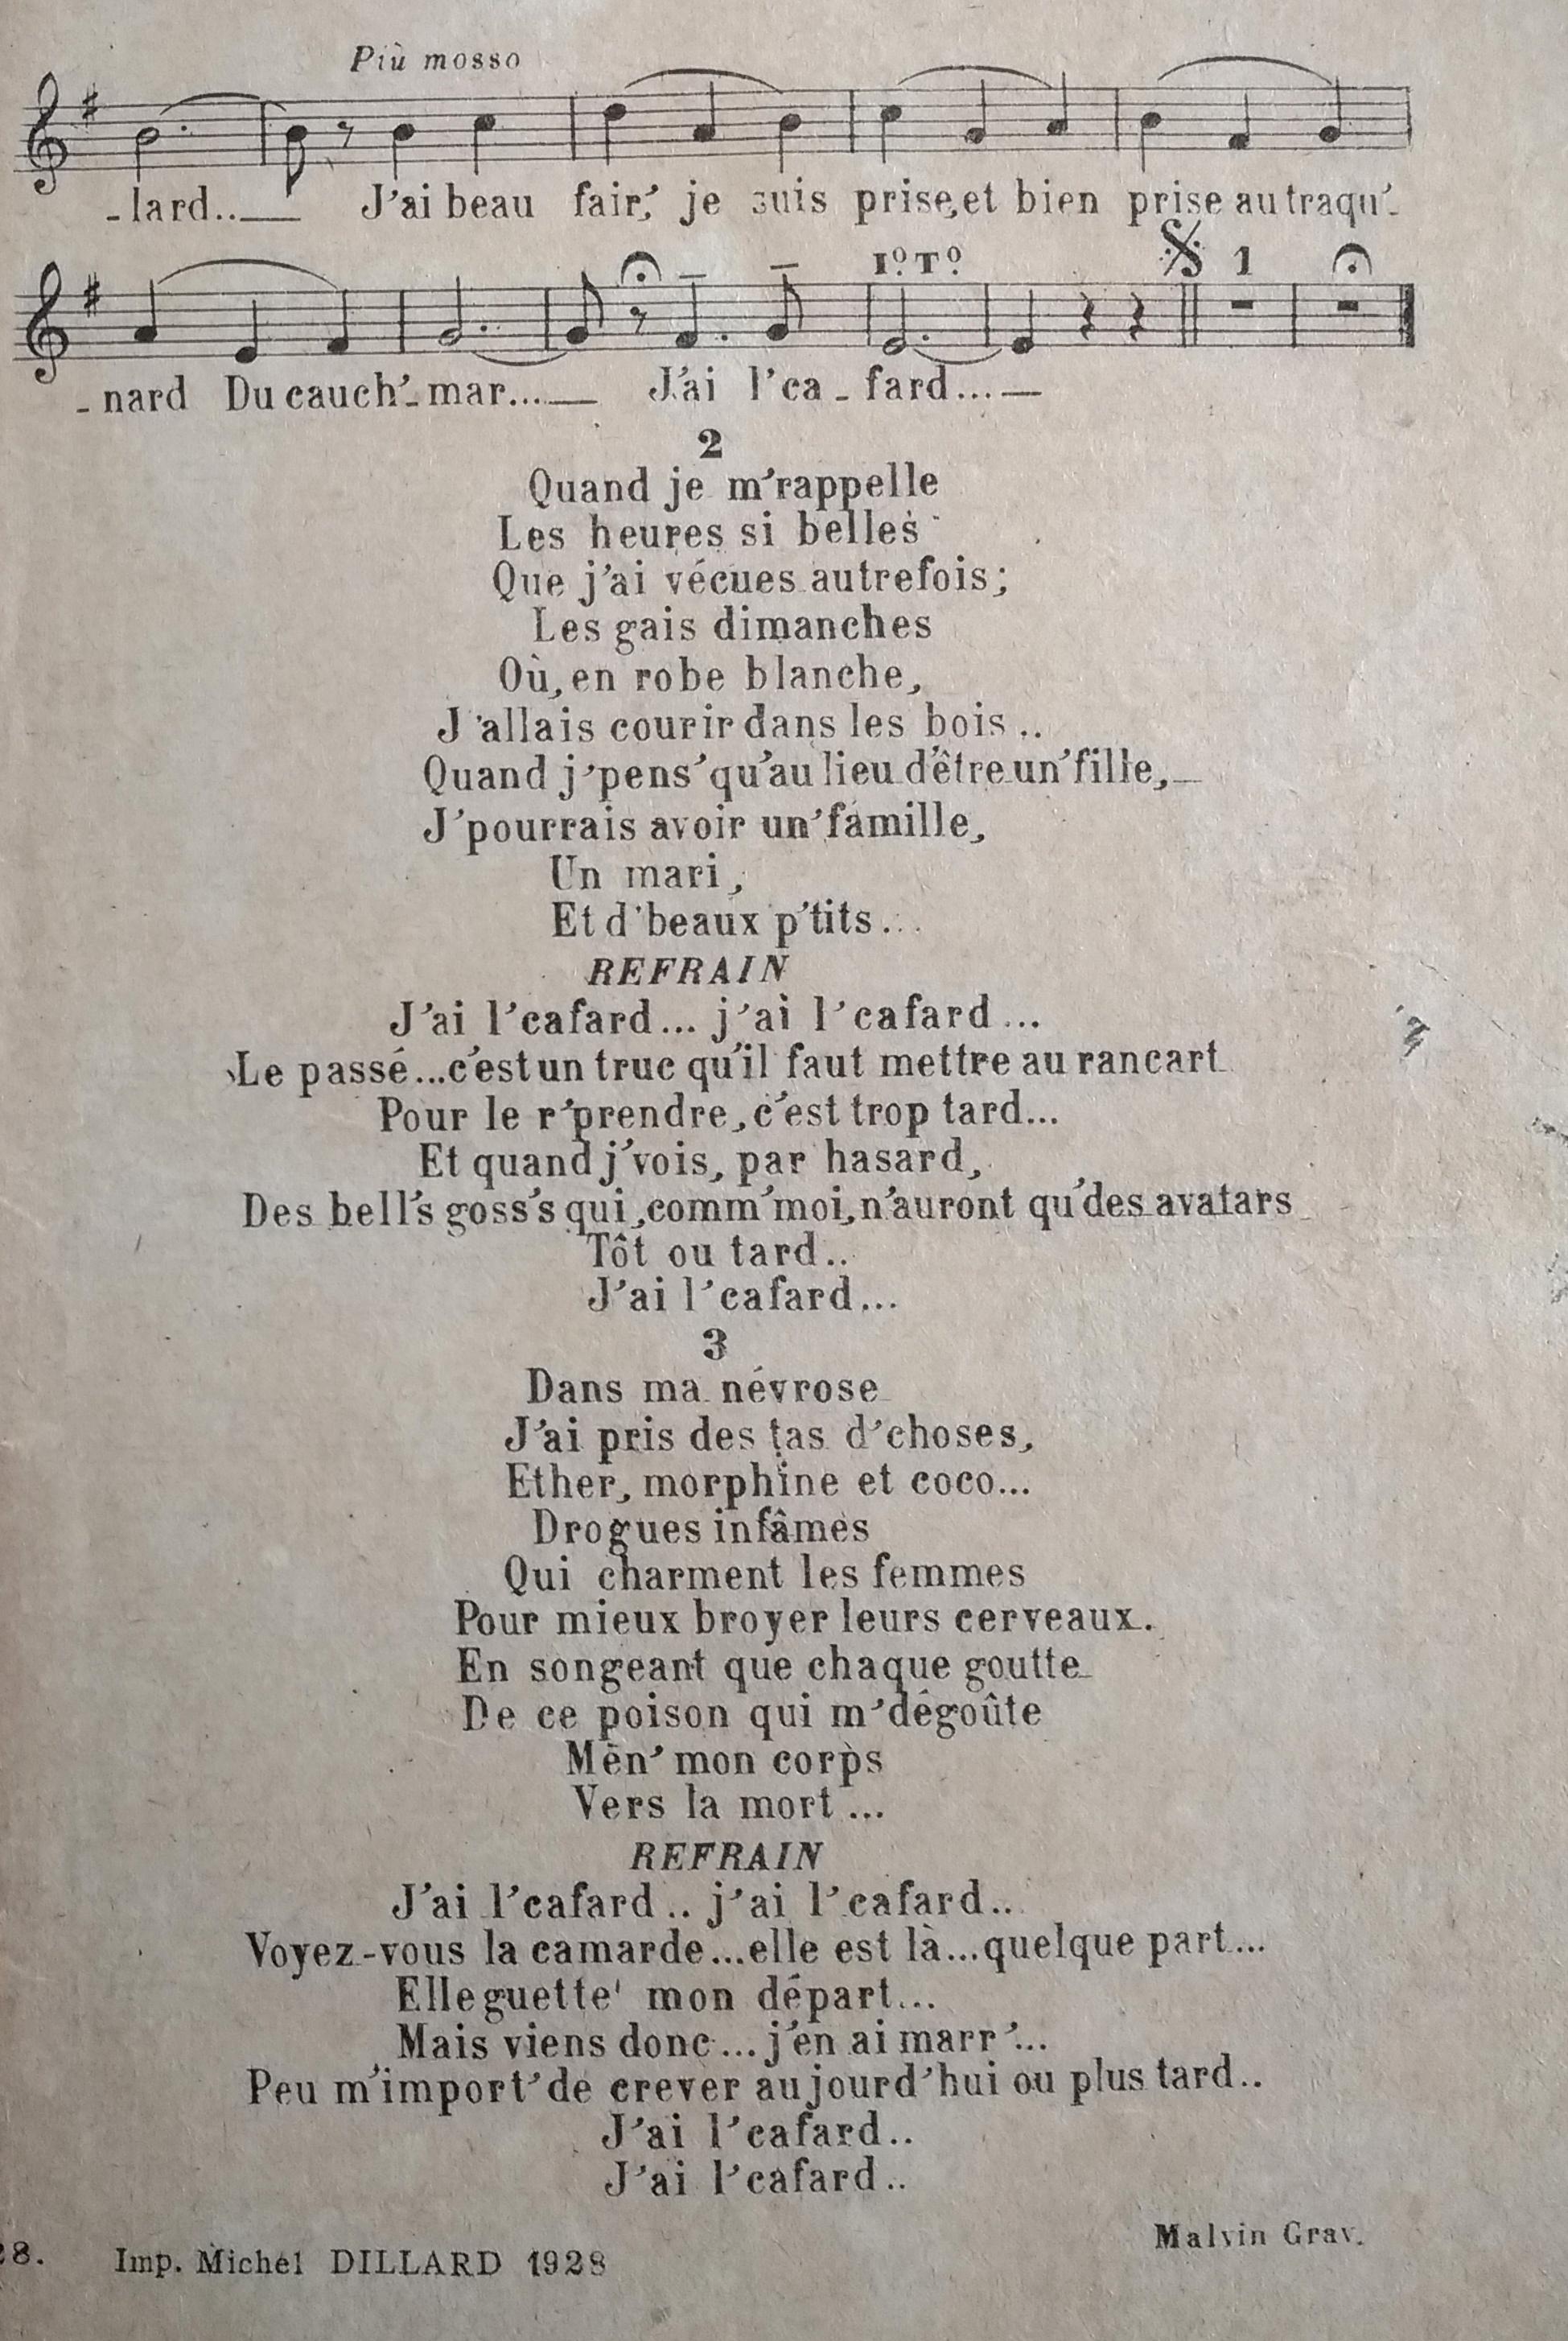 Più mosso
-lard..__ J'ai beau fair', je suis prise, et bien prise au traqu'-
1º Tº 1
-nard Du cauch'-mar...__ J'ai l'ca-fard...__
2
Quand je m'rappelle
Les heures si belles
Que j'ai vécues autrefois;
Les gais dimanches
Où, en robe blanche,
J'allais courir dans les bois..
Quand j'pens' qu'au lieu d'être un' fille,_
J'pourrais avoir un' famille,
Un mari,
Et d'beaux p'tits...
REFRAIN
J'ai l'cafard... j'ai l'cafard...
Le passé...c'est un truc qu'il faut mettre au rancart
Pour le r'prendre, c'est trop tard...
Et quand j'vois, par hasard,
Des bell's goss's qui, comm' moi, n'auront qu'des avatars
Tôt ou tard..
J'ai l'cafard...
3
Dans ma névrose
J'ai pris des tas d'choses,
Ether, morphine et coco...
Drogues infâmes
Qui charment les femmes
Pour mieux broyer leurs cerveaux.
En songeant que chaque goutte
De ce poison qui m'dégoûte
Mèn' mon corps
Vers la mort...
REFRAIN
J'ai l'cafard.. j'ai l'cafard..
Voyez-vous la camarde...elle est là...quelque part...
Elle guette' mon départ...
Mais viens donc... j'en ai marr'...
Peu m'import' de crever aujourd'hui ou plus tard..
J'ai l'cafard..
J'ai l'cafard..
Malvin Grav.
28. Imp. Michel DILLARD 1928